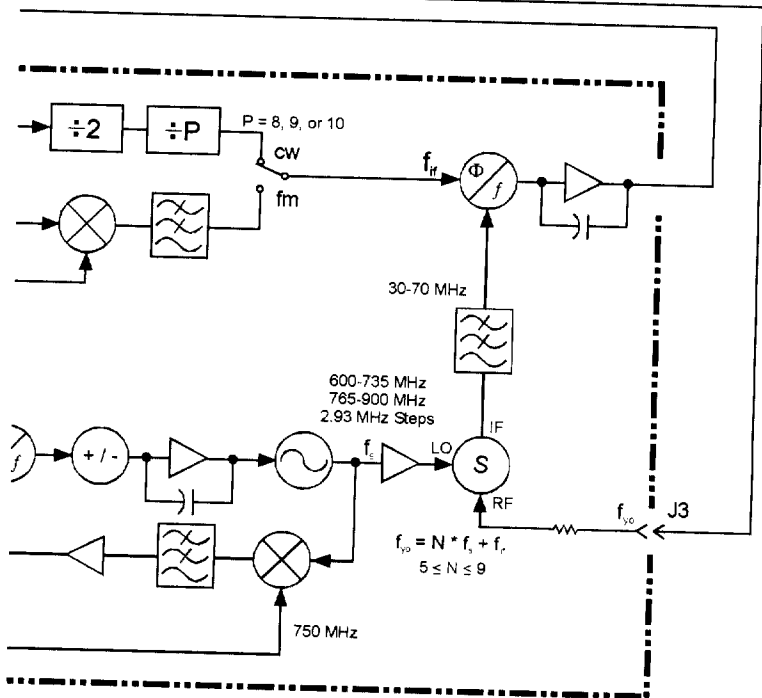 ÷2
÷P
P = 8, 9, or 10
cw
fm
f_if
Φ
f
30-70 MHz
600-735 MHz
765-900 MHz
2.93 MHz Steps
IF
f
+ / -
f_s
LO
S
RF
f_yo
J3
f_yo = N * f_s + f_if
5 ≤ N ≤ 9
750 MHz